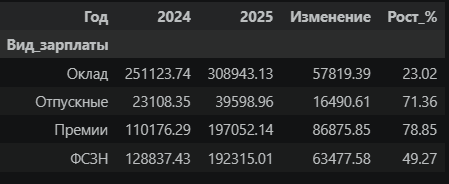 Год 2024 2025 Изменение Рост_%
Вид_зарплаты
Оклад 251123.74 308943.13 57819.39 23.02
Отпускные 23108.35 39598.96 16490.61 71.36
Премии 110176.29 197052.14 86875.85 78.85
ФСЗН 128837.43 192315.01 63477.58 49.27